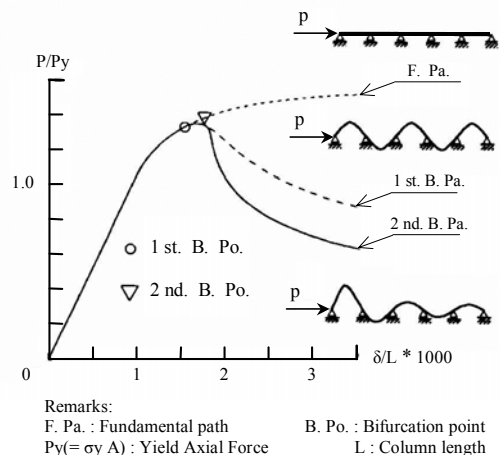 p
P/Py
F. Pa.
p
1.0
1 st. B. Pa.
2 nd. B. Pa.
1 st. B. Po.
2 nd. B. Po.
p
0
1
2
3
δ/L * 1000
Remarks:
F. Pa. : Fundamental path
B. Po. : Bifurcation point
Py(= σy A) : Yield Axial Force
L : Column length